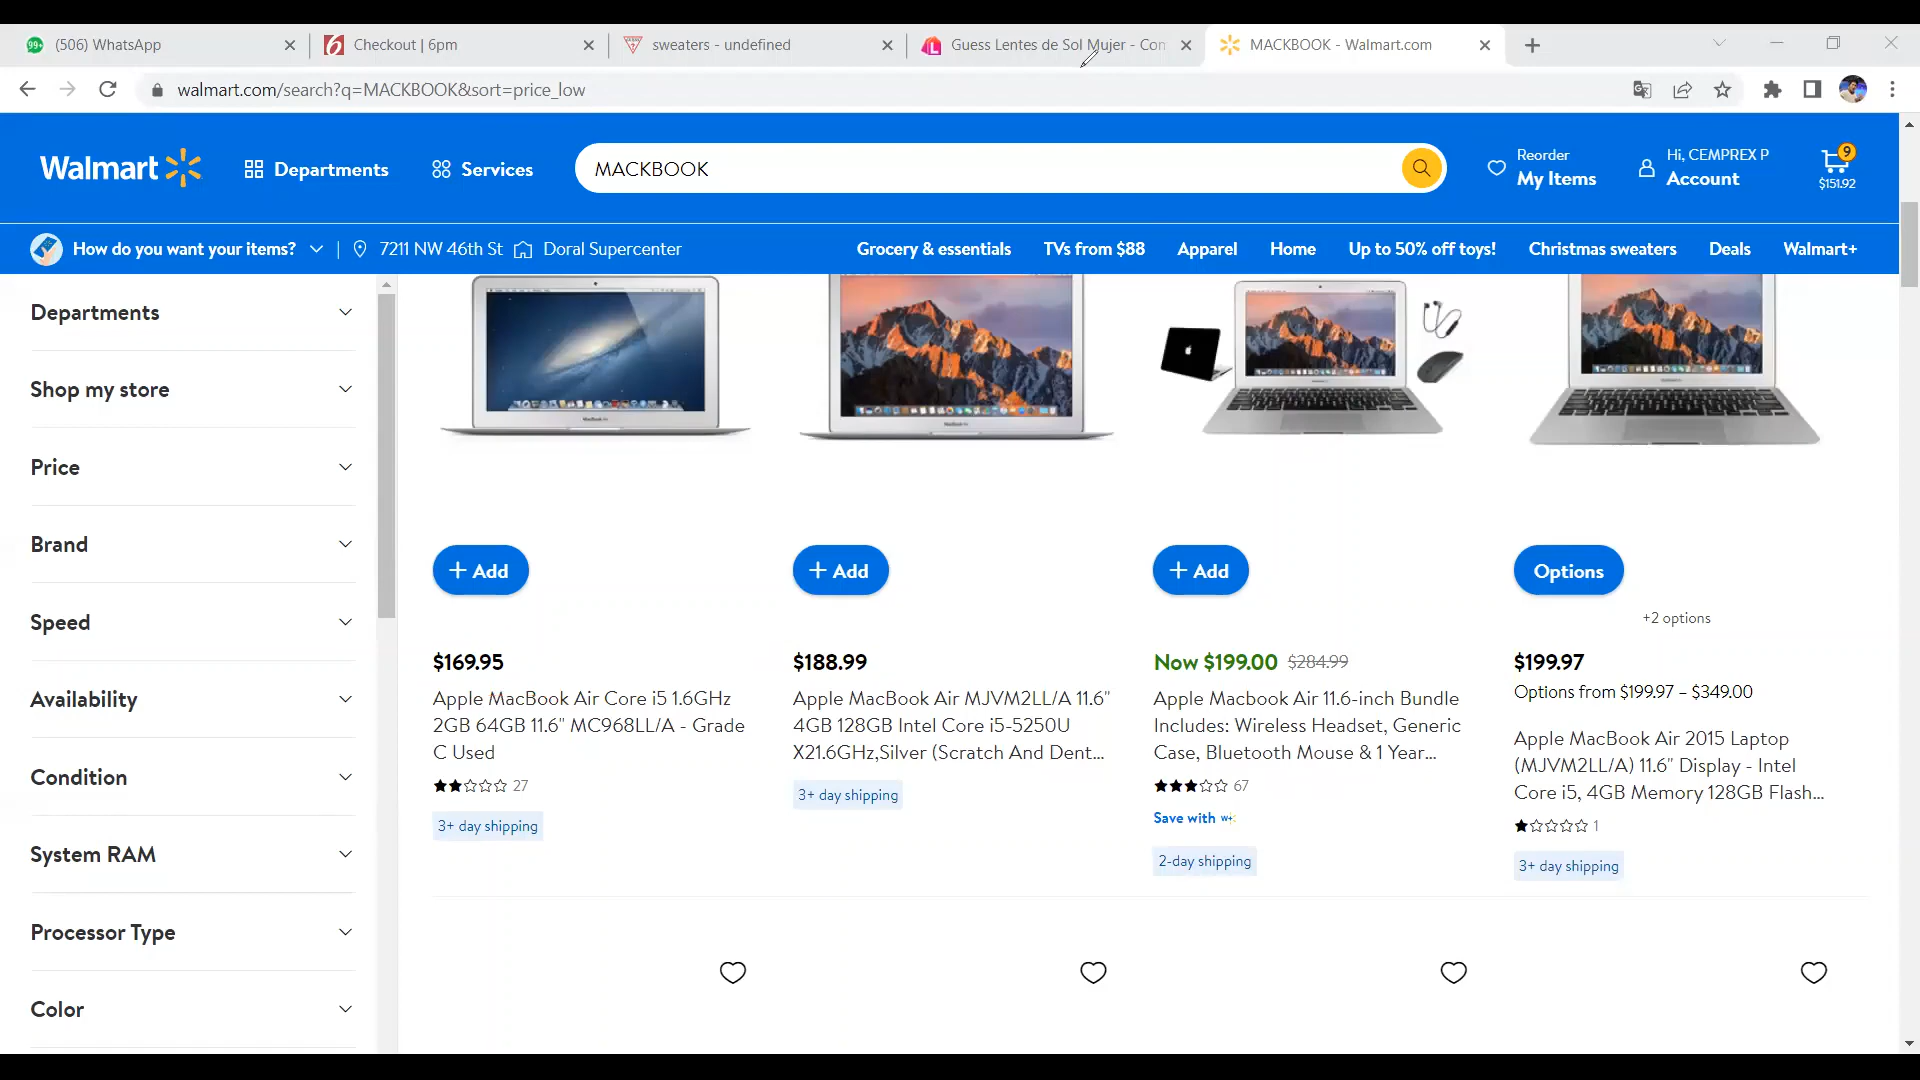 99+ (506) WhatsApp
Checkout | 6pm
sweaters - undefined
Guess Lentes de Sol Mujer - Com
MACKBOOK - Walmart.com
walmart.com/search?q=MACKBOOK&sort=price_low
Walmart
Departments
Services
MACKBOOK
Reorder
My Items
Hi, CEMPREX P
Account
9
$151.92
How do you want your items?
7211 NW 46th St
Doral Supercenter
Grocery & essentials
TVs from $88
Apparel
Home
Up to 50% off toys!
Christmas sweaters
Deals
Walmart+
Departments
Shop my store
Price
Brand
Speed
Availability
Condition
System RAM
Processor Type
Color
+ Add
$169.95
Apple MacBook Air Core i5 1.6GHz
2GB 64GB 11.6" MC968LL/A - Grade
C Used
27
3+ day shipping
+ Add
$188.99
Apple MacBook Air MJVM2LL/A 11.6"
4GB 128GB Intel Core i5-5250U
X21.6GHz,Silver (Scratch And Dent...
3+ day shipping
+ Add
Now $199.00 $284.99
Apple Macbook Air 11.6-inch Bundle
Includes: Wireless Headset, Generic
Case, Bluetooth Mouse & 1 Year...
67
Save with W+
2-day shipping
Options
+2 options
$199.97
Options from $199.97 – $349.00
Apple MacBook Air 2015 Laptop
(MJVM2LL/A) 11.6" Display - Intel
Core i5, 4GB Memory 128GB Flash...
1
3+ day shipping